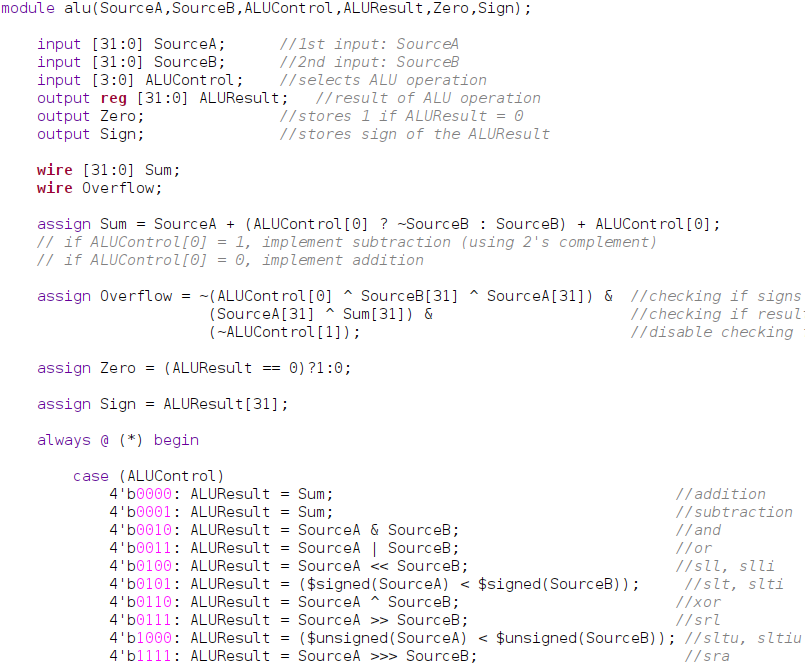 module alu(SourceA,SourceB,ALUControl,ALUResult,Zero,Sign);
input [31:0] SourceA; //1st input: SourceA
input [31:0] SourceB; //2nd input: SourceB
input [3:0] ALUControl; //selects ALU operation
output reg [31:0] ALUResult; //result of ALU operation
output Zero; //stores 1 if ALUResult = 0
output Sign; //stores sign of the ALUResult
wire [31:0] Sum;
wire Overflow;
assign Sum = SourceA + (ALUControl[0] ? ~SourceB : SourceB) + ALUControl[0];
// if ALUControl[0] = 1, implement subtraction (using 2's complement)
// if ALUControl[0] = 0, implement addition
assign Overflow = ~(ALUControl[0] ^ SourceB[31] ^ SourceA[31]) & //checking if signs
(SourceA[31] ^ Sum[31]) & //checking if
(~ALUControl[1]); //disable checking
assign Zero = (ALUResult == 0)?1:0;
assign Sign = ALUResult[31];
always @ (*) begin
case (ALUControl)
4'b0000: ALUResult = Sum; //addition
4'b0001: ALUResult = Sum; //subtraction
4'b0010: ALUResult = SourceA & SourceB; //and
4'b0011: ALUResult = SourceA | SourceB; //or
4'b0100: ALUResult = SourceA << SourceB; //sll, slli
4'b0101: ALUResult = ($signed(SourceA) < $signed(SourceB)); //slt, slti
4'b0110: ALUResult = SourceA ^ SourceB; //xor
4'b0111: ALUResult = SourceA >> SourceB; //srl
4'b1000: ALUResult = ($unsigned(SourceA) < $unsigned(SourceB)); //sltu, sltiu
4'b1111: ALUResult = SourceA >>> SourceB; //sra